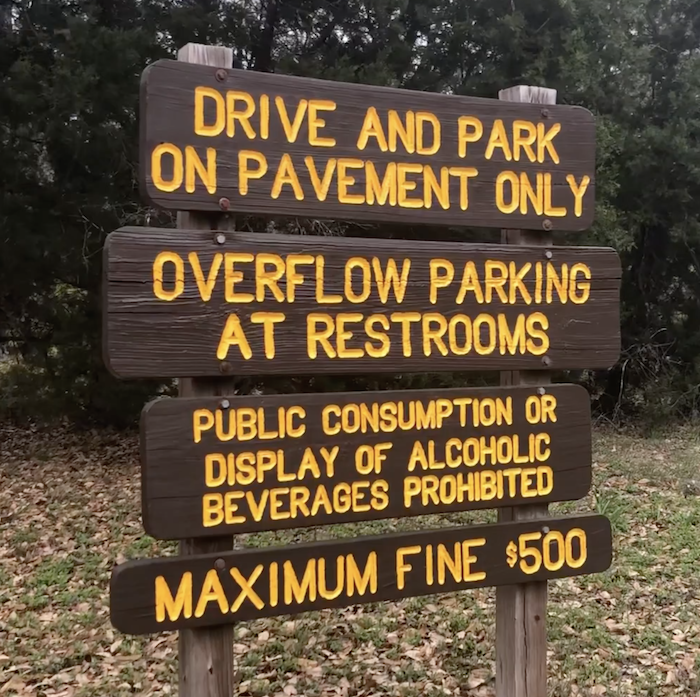 DRIVE AND PARK
ON PAVEMENT ONLY
OVERFLOW PARKING
AT RESTROOMS
PUBLIC CONSUMPTION OR
DISPLAY OF ALCOHOLIC
BEVERAGES PROHIBITED
MAXIMUM FINE $500